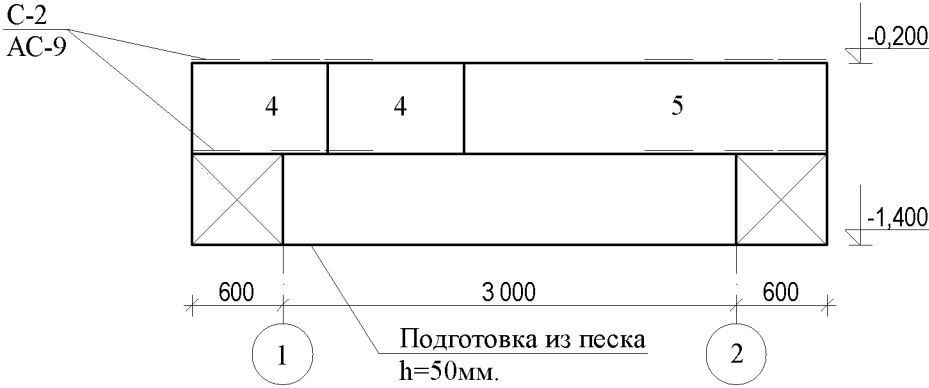 С-2
АС-9
-0,200
4 4 5
-1,400
600 3 000 600
1 2
Подготовка из песка
h=50мм.